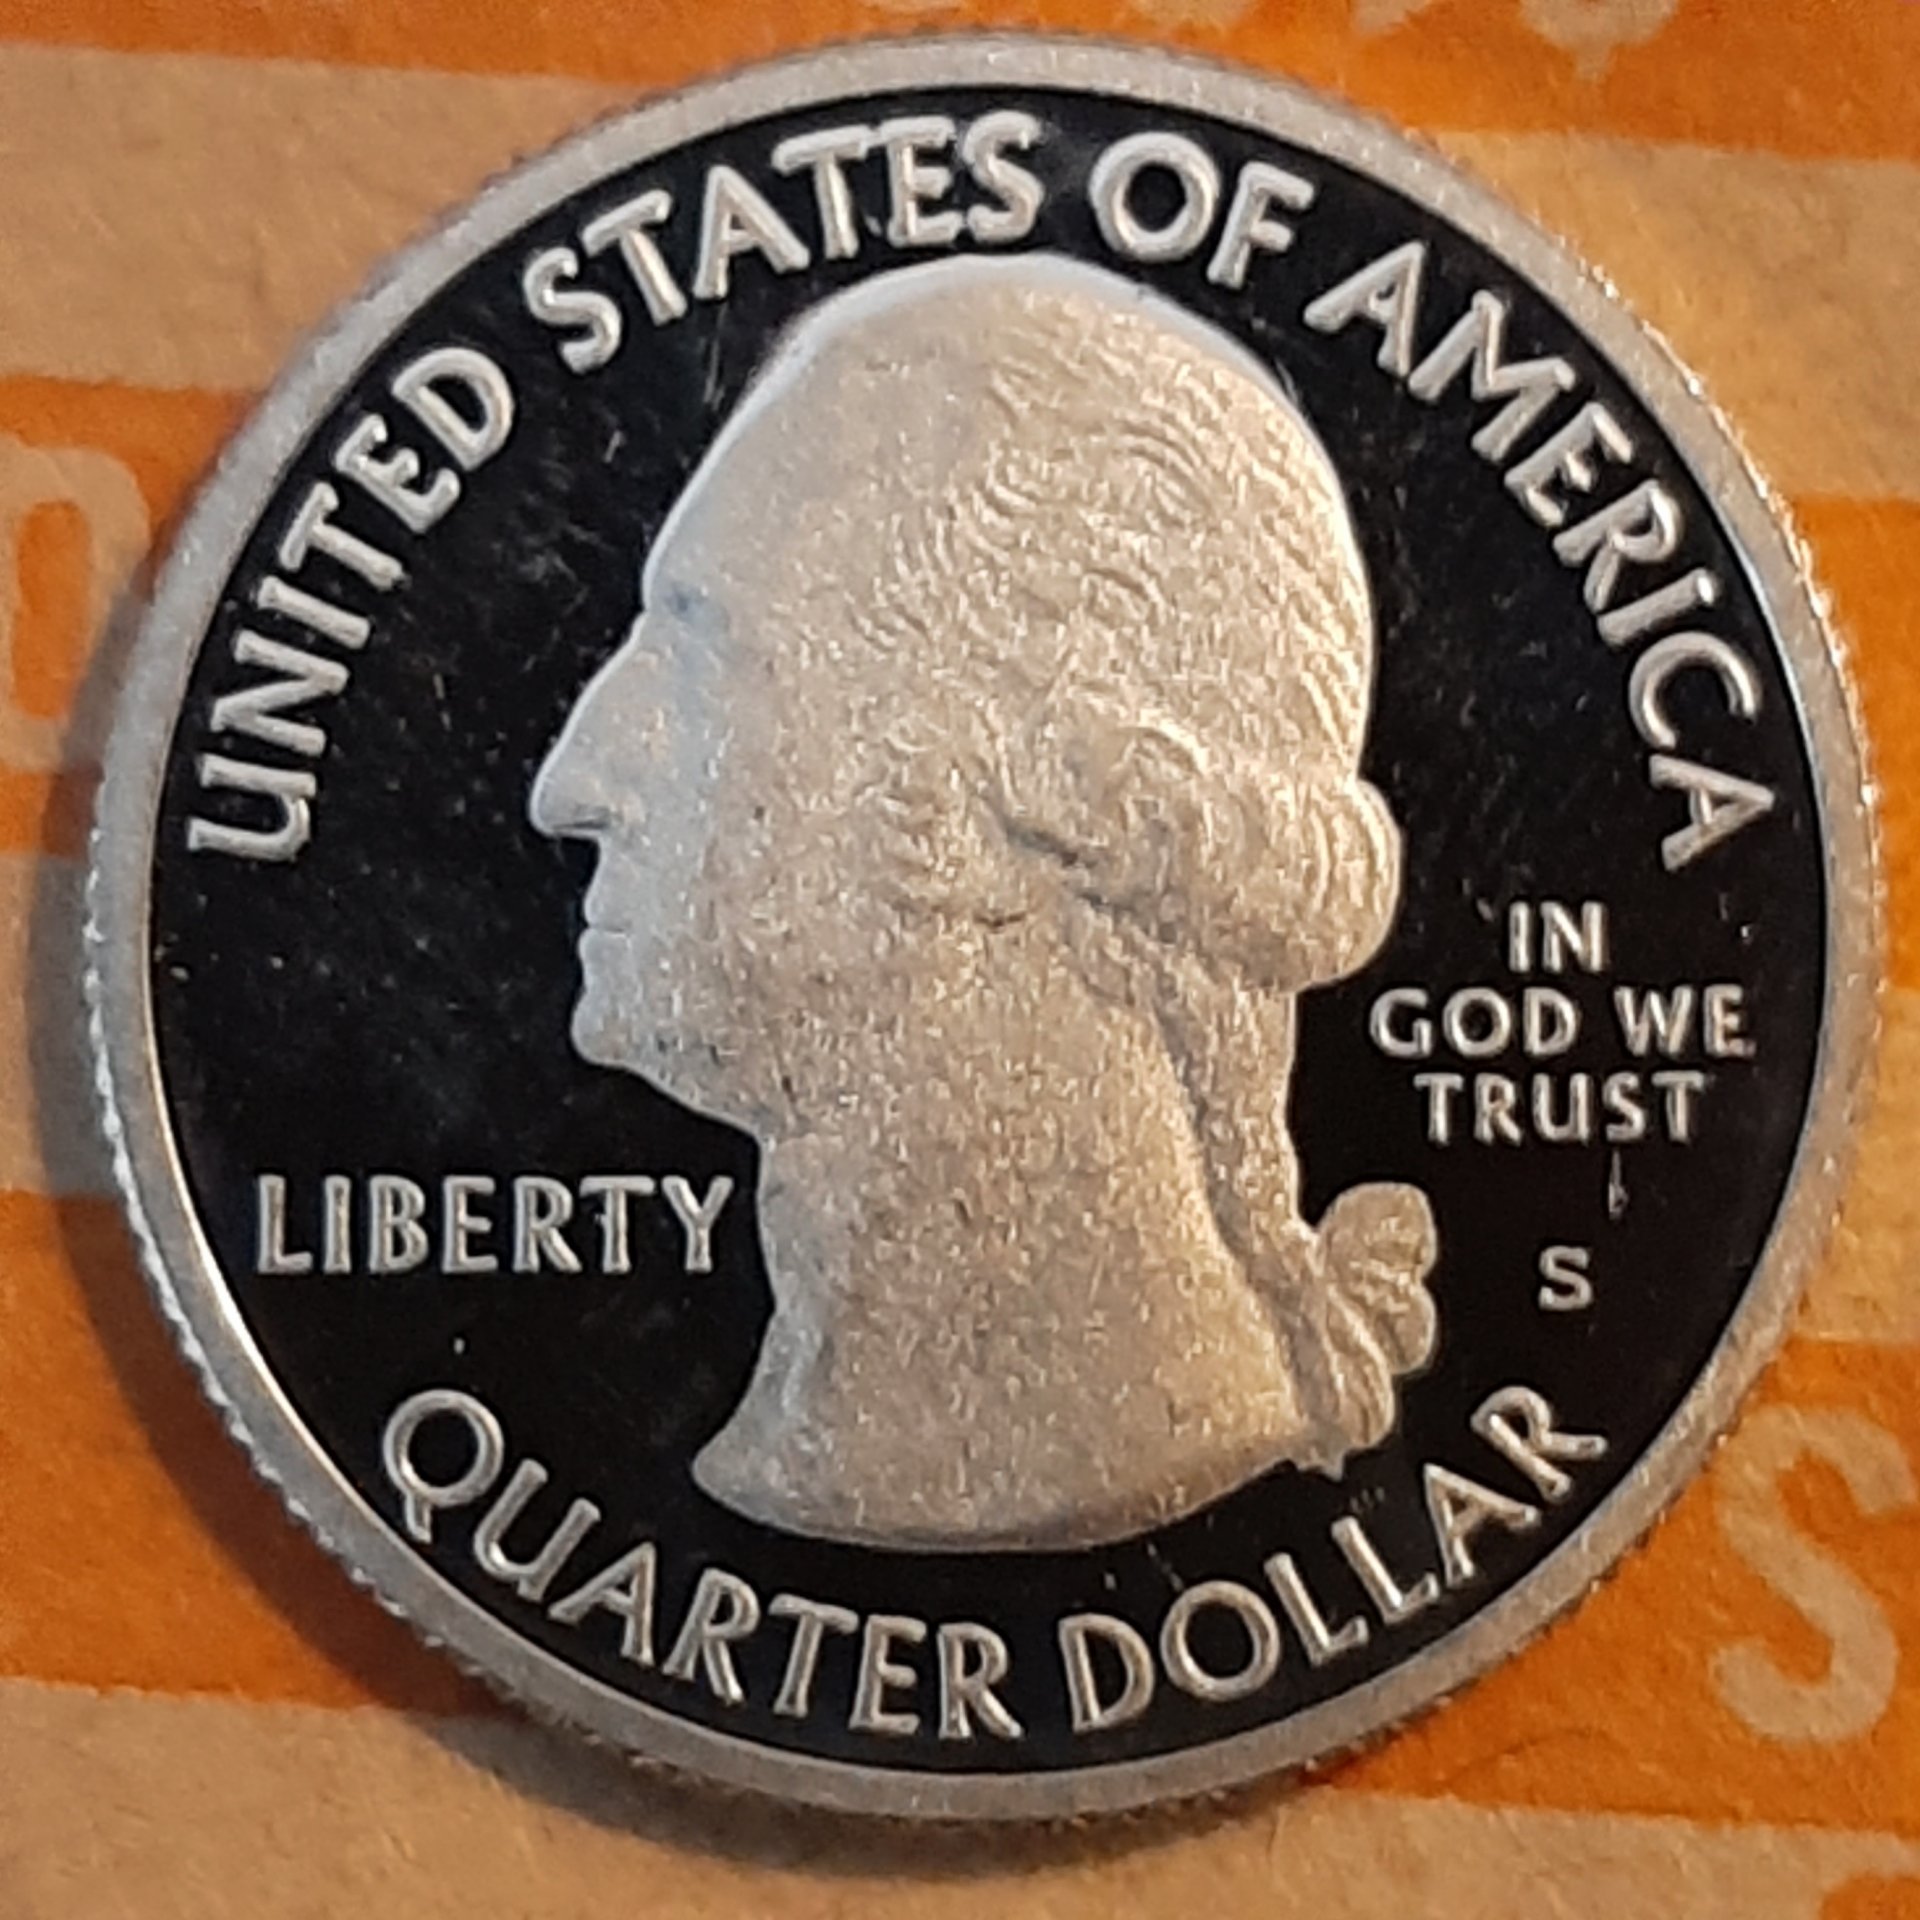 UNITED STATES OF AMERICA
IN
GOD WE
TRUST
LIBERTY
S
QUARTER DOLLAR
S